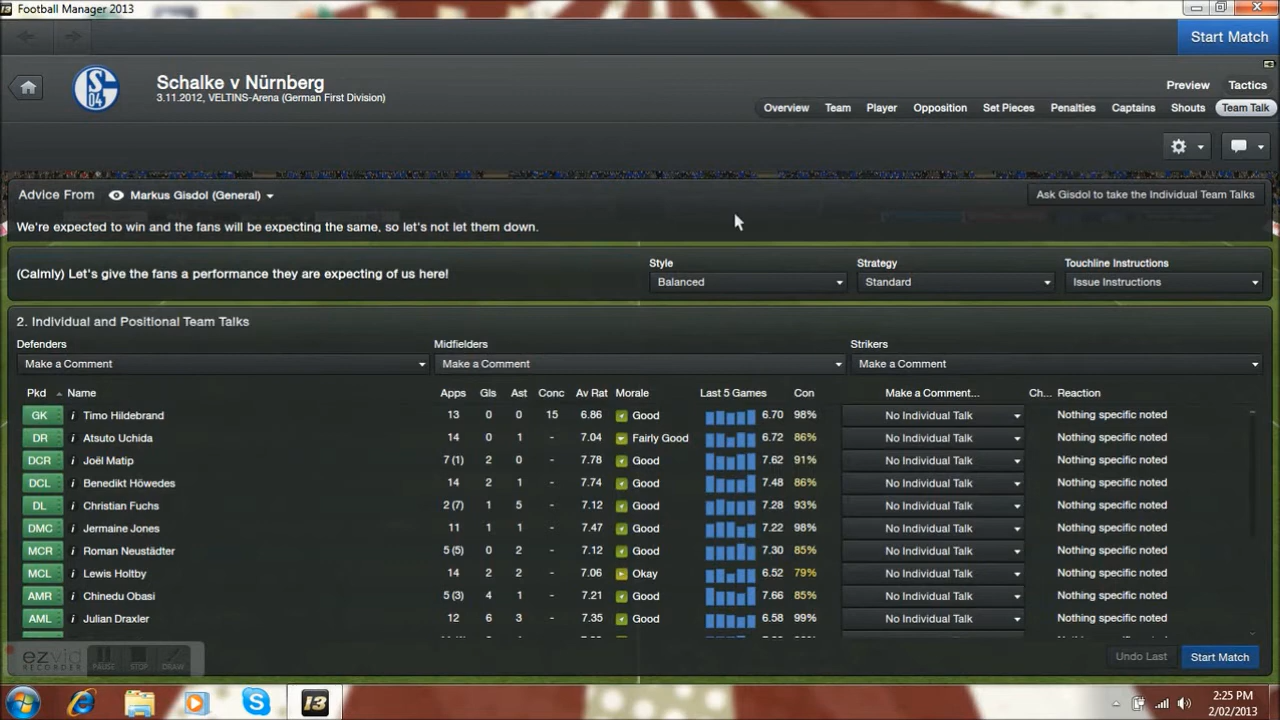 Football Manager 2013
Start Match
Schalke v Nürnberg
3.11.2012, VELTINS-Arena (German First Division)
Preview Tactics
Overview Team Player Opposition Set Pieces Penalties Captains Shouts Team Talk
Advice From Markus Gisdol (General)
Ask Gisdol to take the Individual Team Talks
We're expected to win and the fans will be expecting the same, so let's not let them down.
(Calmly) Let's give the fans a performance they are expecting of us here!
Style Strategy Touchline Instructions
Balanced Standard Issue Instructions
2. Individual and Positional Team Talks
Defenders Midfielders Strikers
Make a Comment Make a Comment Make a Comment
Pkd Name Apps Gls Ast Conc Av Rat Morale Last 5 Games Con Make a Comment... Ch... Reaction
GK i Timo Hildebrand 13 0 0 15 6.86 Good 6.70 98% No Individual Talk Nothing specific noted
DR i Atsuto Uchida 14 0 1 - 7.04 Fairly Good 6.72 86% No Individual Talk Nothing specific noted
DCR i Joël Matip 7 (1) 2 0 - 7.78 Good 7.62 91% No Individual Talk Nothing specific noted
DCL i Benedikt Höwedes 14 2 1 - 7.74 Good 7.48 86% No Individual Talk Nothing specific noted
DL i Christian Fuchs 2 (7) 1 5 - 7.12 Good 7.28 93% No Individual Talk Nothing specific noted
DMC i Jermaine Jones 11 1 1 - 7.47 Good 7.22 98% No Individual Talk Nothing specific noted
MCR i Roman Neustädter 5 (5) 0 2 - 7.12 Good 7.30 85% No Individual Talk Nothing specific noted
MCL i Lewis Holtby 14 2 2 - 7.06 Okay 6.52 79% No Individual Talk Nothing specific noted
AMR i Chinedu Obasi 5 (3) 4 1 - 7.21 Good 7.66 85% No Individual Talk Nothing specific noted
AML i Julian Draxler 12 6 3 - 7.35 Good 6.58 99% No Individual Talk Nothing specific noted
ezvid
RECORDER PAUSE STOP DRAW
Undo Last Start Match
13
2:25 PM
2/02/2013